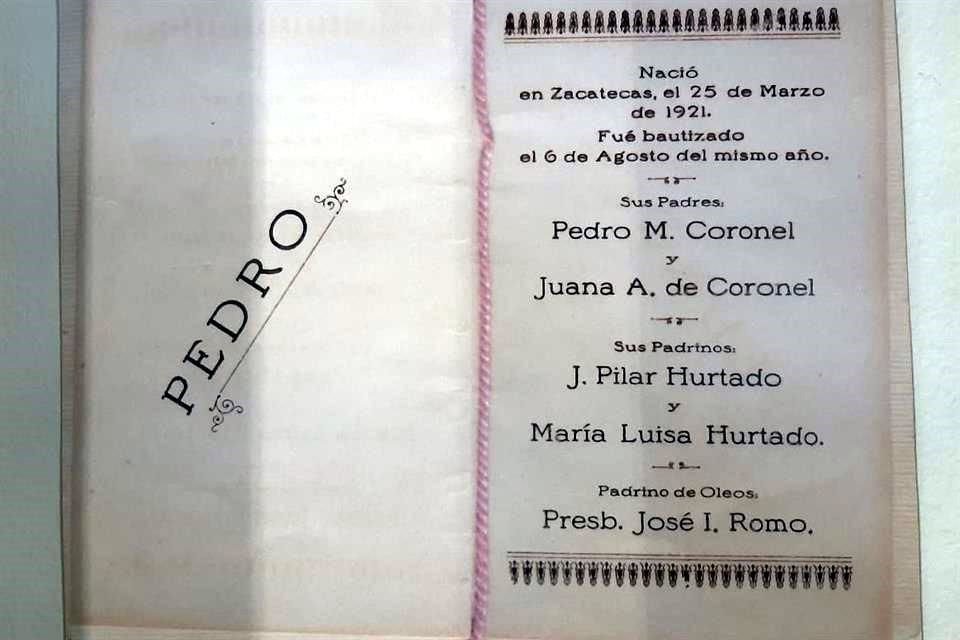 PEDRO
Nació
en Zacatecas, el 25 de Marzo
de 1921.
Fué bautizado
el 6 de Agosto del mismo año.
Sus Padres:
Pedro M. Coronel
y
Juana A. de Coronel
Sus Padrinos:
J. Pilar Hurtado
y
María Luisa Hurtado.
Padrino de Oleos:
Presb. José I. Romo.